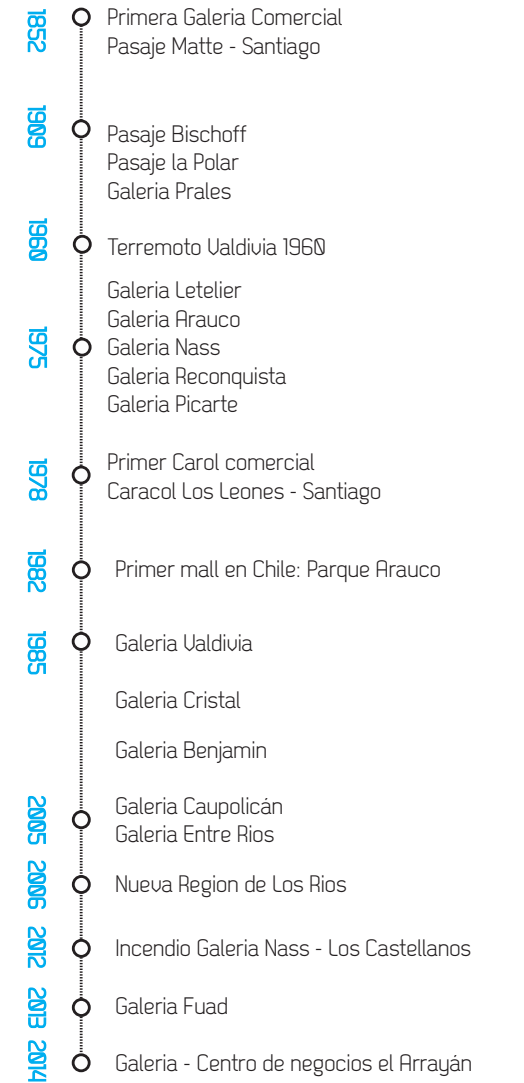 1852
Primera Galeria Comercial
Pasaje Matte - Santiago
1909
Pasaje Bischoff
Pasaje la Polar
Galeria Prales
1960
Terremoto Valdivia 1960
Galeria Letelier
Galeria Arauco
1975
Galeria Nass
Galeria Reconquista
Galeria Picarte
1978
Primer Carol comercial
Caracol Los Leones - Santiago
1982
Primer mall en Chile: Parque Arauco
1985
Galeria Valdivia
Galeria Cristal
Galeria Benjamin
2005
Galeria Caupolicán
Galeria Entre Rios
2006
Nueva Region de Los Rios
2012
Incendio Galeria Nass - Los Castellanos
2013
Galeria Fuad
2014
Galeria - Centro de negocios el Arrayán